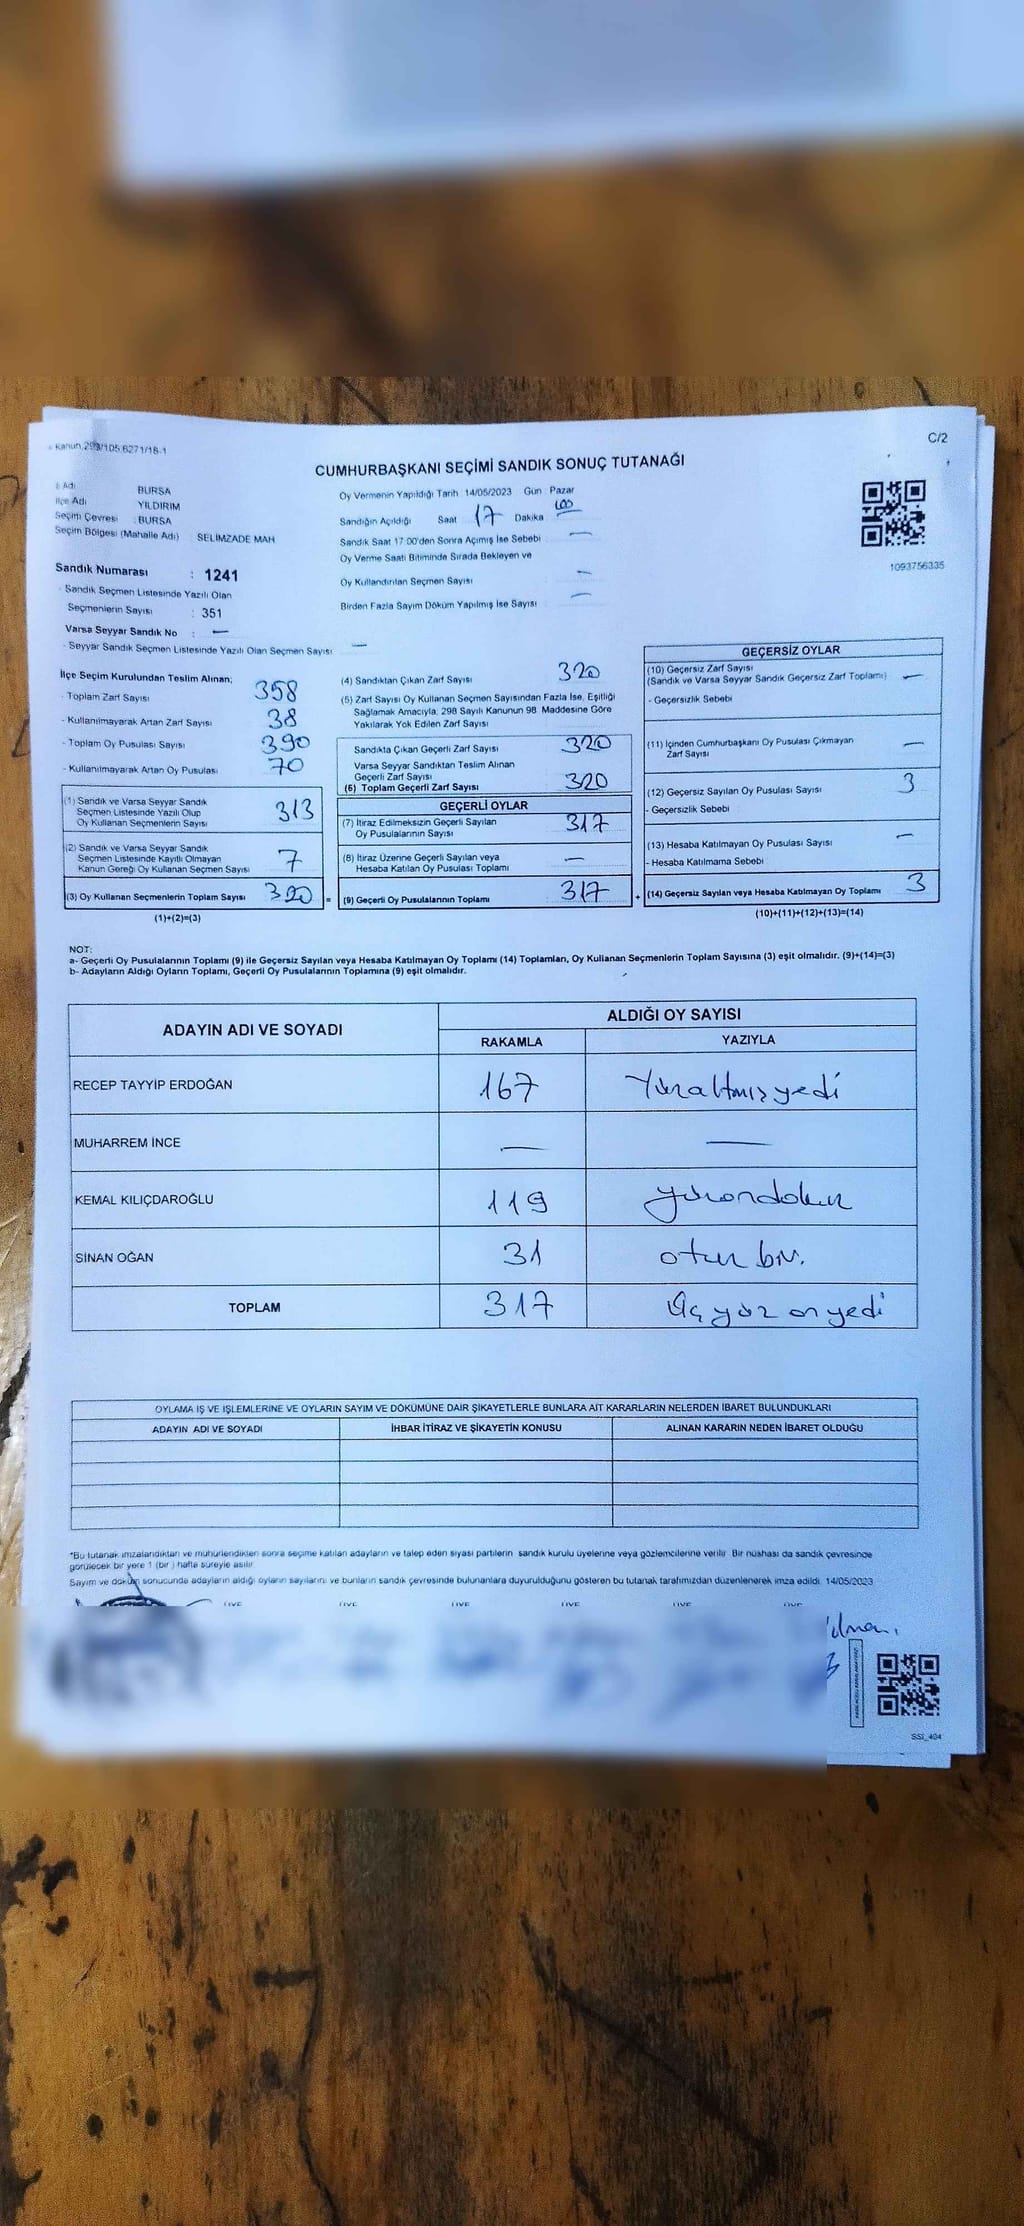 Kanun 298/105 6271/18-1
C/2
CUMHURBAŞKANI SEÇİMİ SANDIK SONUÇ TUTANAĞI
İl Adı BURSA
İlçe Adı YILDIRIM
Seçim Çevresi : BURSA
Seçim Bölgesi (Mahalle Adı) SELİMZADE MAH
Sandık Numarası : 1241
- Sandık Seçmen Listesinde Yazılı Olan
Seçmenlerin Sayısı : 351
Varsa Seyyar Sandık No : —
- Seyyar Sandık Seçmen Listesinde Yazılı Olan Seçmen Sayısı —
Oy Vermenin Yapıldığı Tarih 14/05/2023 Gün Pazar
Sandığın Açıldığı Saat 17 Dakika 00
Sandık Saat 17:00'den Sonra Açımış İse Sebebi —
Oy Verme Saati Bitiminde Sırada Bekleyen ve
Oy Kullandırılan Seçmen Sayısı —
Birden Fazla Sayım Döküm Yapılmış İse Sayısı —
1093756335
İlçe Seçim Kurulundan Teslim Alınan;
- Toplam Zarf Sayısı 358
- Kullanılmayarak Artan Zarf Sayısı 38
- Toplam Oy Pusulası Sayısı 390
- Kullanılmayarak Artan Oy Pusulası 70
(1) Sandık ve Varsa Seyyar Sandık
Seçmen Listesinde Yazılı Olup
Oy Kullanan Seçmenlerin Sayısı 313
(2) Sandık ve Varsa Seyyar Sandık
Seçmen Listesinde Kayıtlı Olmayan
Kanun Gereği Oy Kullanan Seçmen Sayısı 7
(3) Oy Kullanan Seçmenlerin Toplam Sayısı 320 =
(1)+(2)=(3)
(4) Sandıktan Çıkan Zarf Sayısı 320
(5) Zarf Sayısı Oy Kullanan Seçmen Sayısından Fazla İse, Eşitliği
Sağlamak Amacıyla, 298 Sayılı Kanunun 98. Maddesine Göre
Yakılarak Yok Edilen Zarf Sayısı
Sandıkta Çıkan Geçerli Zarf Sayısı 320
Varsa Seyyar Sandıktan Teslim Alınan
Geçerli Zarf Sayısı
(6) Toplam Geçerli Zarf Sayısı 320
GEÇERLİ OYLAR
(7) İtiraz Edilmeksizin Geçerli Sayılan
Oy Pusulalarının Sayısı 317
(8) İtiraz Üzerine Geçerli Sayılan veya
Hesaba Katılan Oy Pusulası Toplamı —
(9) Geçerli Oy Pusulalarının Toplamı 317 +
GEÇERSİZ OYLAR
(10) Geçersiz Zarf Sayısı
(Sandık ve Varsa Seyyar Sandık Geçersiz Zarf Toplamı) —
- Geçersizlik Sebebi
(11) İçinden Cumhurbaşkanı Oy Pusulası Çıkmayan
Zarf Sayısı —
(12) Geçersiz Sayılan Oy Pusulası Sayısı 3
- Geçersizlik Sebebi
(13) Hesaba Katılmayan Oy Pusulası Sayısı —
- Hesaba Katılmama Sebebi
(14) Geçersiz Sayılan veya Hesaba Katılmayan Oy Toplamı 3
(10)+(11)+(12)+(13)=(14)
NOT:
a- Geçerli Oy Pusulalarının Toplamı (9) ile Geçersiz Sayılan veya Hesaba Katılmayan Oy Toplamı (14) Toplamları, Oy Kullanan Seçmenlerin Toplam Sayısına (3) eşit olmalıdır. (9)+(14)=(3)
b- Adayların Aldığı Oyların Toplamı, Geçerli Oy Pusulalarının Toplamına (9) eşit olmalıdır.
ADAYIN ADI VE SOYADI ALDIĞI OY SAYISI
RAKAMLA YAZIYLA
RECEP TAYYİP ERDOĞAN 167 Yüzaltmışyedi
MUHARREM İNCE — —
KEMAL KILIÇDAROĞLU 119 yüzondokuz
SİNAN OĞAN 31 otuz bir.
TOPLAM 317 Üçyüz onyedi
OYLAMA İŞ VE İŞLEMLERİNE VE OYLARIN SAYIM VE DÖKÜMÜNE DAİR ŞİKAYETLERLE BUNLARA AİT KARARLARIN NELERDEN İBARET BULUNDUKLARI
ADAYIN ADI VE SOYADI İHBAR İTİRAZ VE ŞİKAYETİN KONUSU ALINAN KARARIN NEDEN İBARET OLDUĞU
*Bu tutanak imzalandıktan ve mühürlendikten sonra seçime katılan adayların ve talep eden siyasi partilerin sandık kurulu üyelerine veya gözlemcilerine verilir. Bir nüshası da sandık çevresinde
görülecek bir yere 1 (bir) hafta süreyle asılır.
Sayım ve döküm sonucunda adayların aldığı oyların sayılarını ve bunların sandık çevresinde bulunanlara duyurulduğunu gösteren bu tutanak tarafımızdan düzenlenerek imza edildi. 14/05/2023
SSİ_404